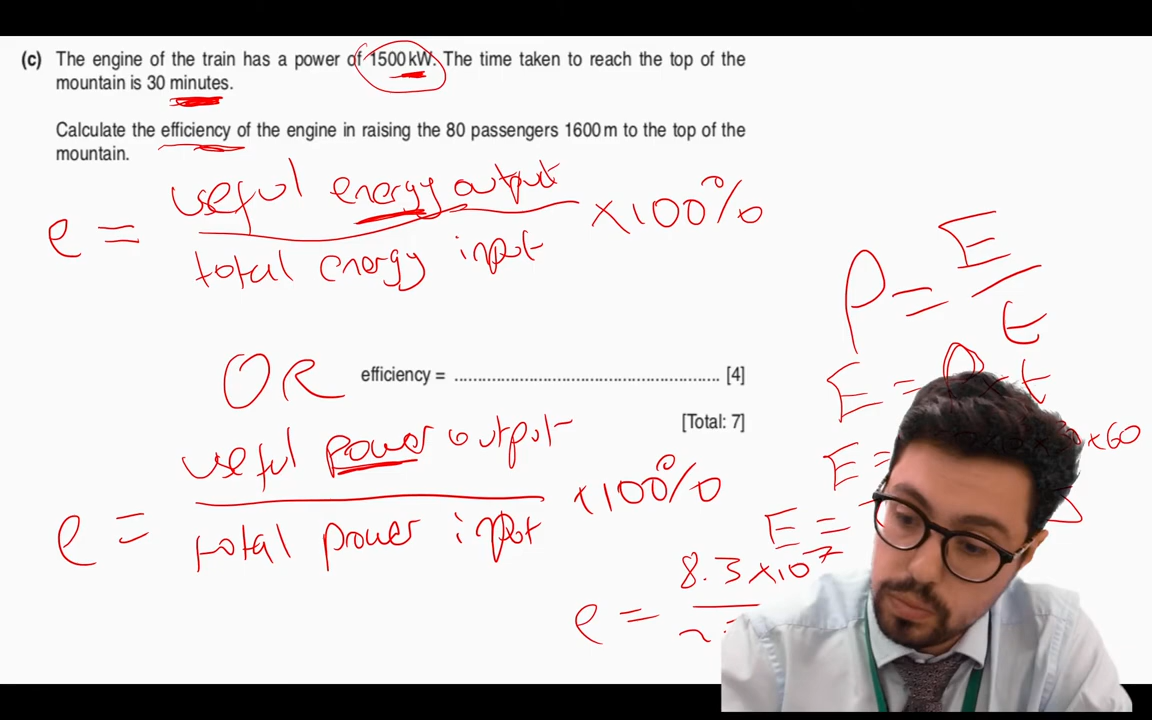 (c) The engine of the train has a power of 1500 kW. The time taken to reach the top of the
mountain is 30 minutes.
Calculate the efficiency of the engine in raising the 80 passengers 1600 m to the top of the
mountain.
e = useful energy output / total energy input ×100%
P = E / t
OR
efficiency = ........................................................... [4]
E = P × t
[Total: 7]
e = useful power output / total power input ×100%
E = ×60
E =
e = 8.3 ×10⁷